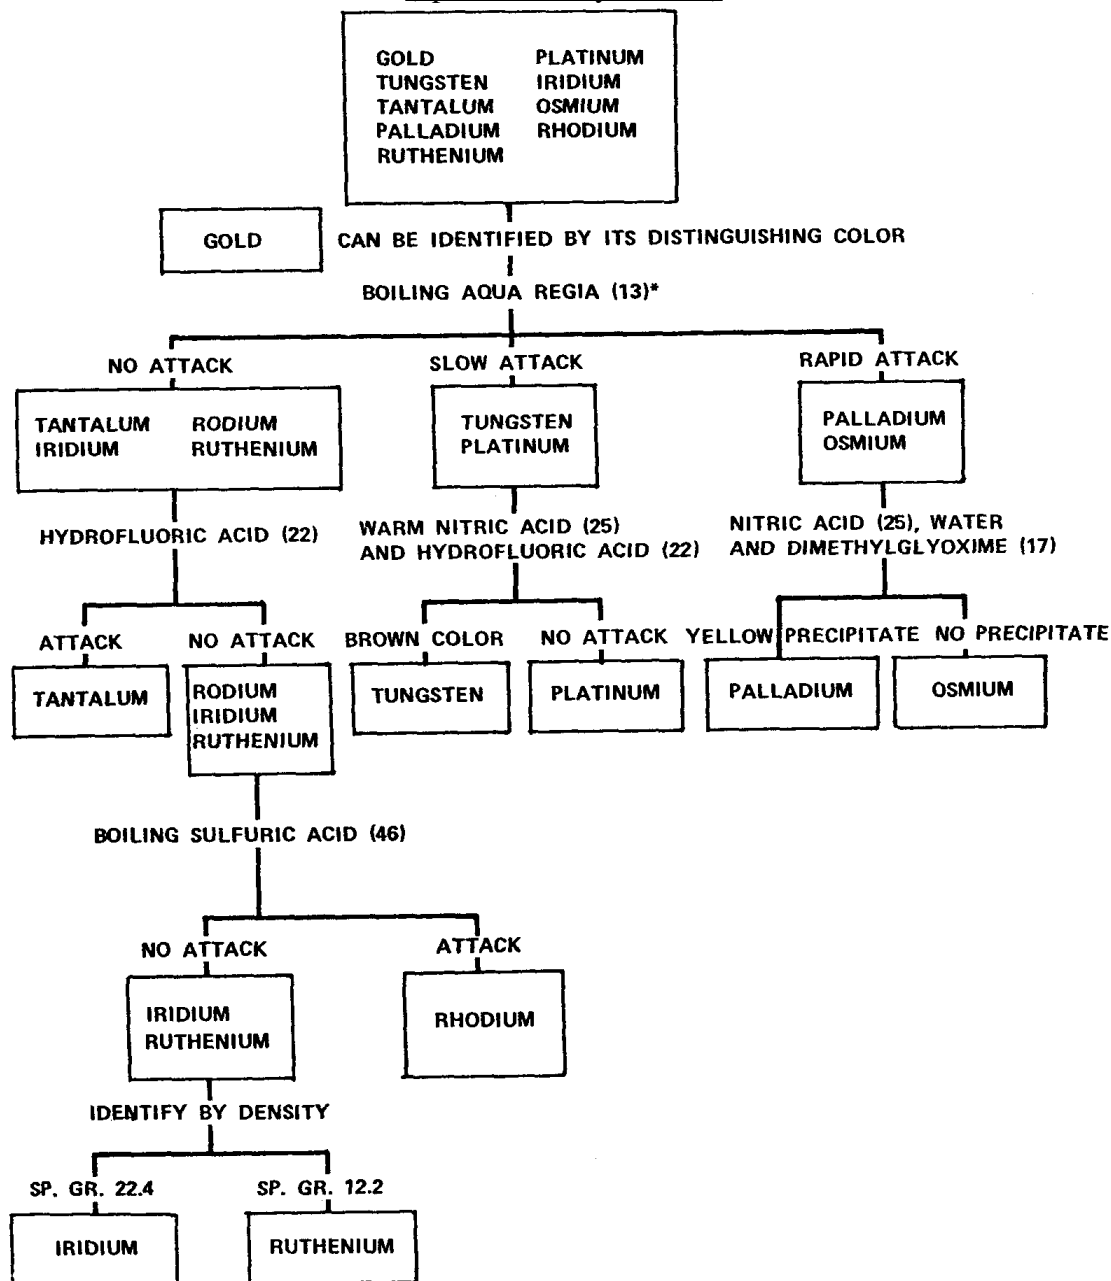 GOLD PLATINUM
TUNGSTEN IRIDIUM
TANTALUM OSMIUM
PALLADIUM RHODIUM
RUTHENIUM
GOLD CAN BE IDENTIFIED BY ITS DISTINGUISHING COLOR
BOILING AQUA REGIA (13)*
NO ATTACK SLOW ATTACK RAPID ATTACK
TANTALUM RODIUM
IRIDIUM RUTHENIUM
TUNGSTEN
PLATINUM
PALLADIUM
OSMIUM
HYDROFLUORIC ACID (22)
WARM NITRIC ACID (25)
AND HYDROFLUORIC ACID (22)
NITRIC ACID (25), WATER
AND DIMETHYLGLYOXIME (17)
ATTACK NO ATTACK BROWN COLOR NO ATTACK YELLOW PRECIPITATE NO PRECIPITATE
TANTALUM
RODIUM
IRIDIUM
RUTHENIUM
TUNGSTEN
PLATINUM
PALLADIUM
OSMIUM
BOILING SULFURIC ACID (46)
NO ATTACK ATTACK
IRIDIUM
RUTHENIUM
RHODIUM
IDENTIFY BY DENSITY
SP. GR. 22.4 SP. GR. 12.2
IRIDIUM RUTHENIUM